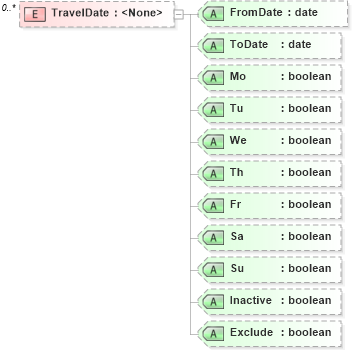 0..*
E TravelDate : <None>
A FromDate : date
A ToDate : date
A Mo : boolean
A Tu : boolean
A We : boolean
A Th : boolean
A Fr : boolean
A Sa : boolean
A Su : boolean
A Inactive : boolean
A Exclude : boolean